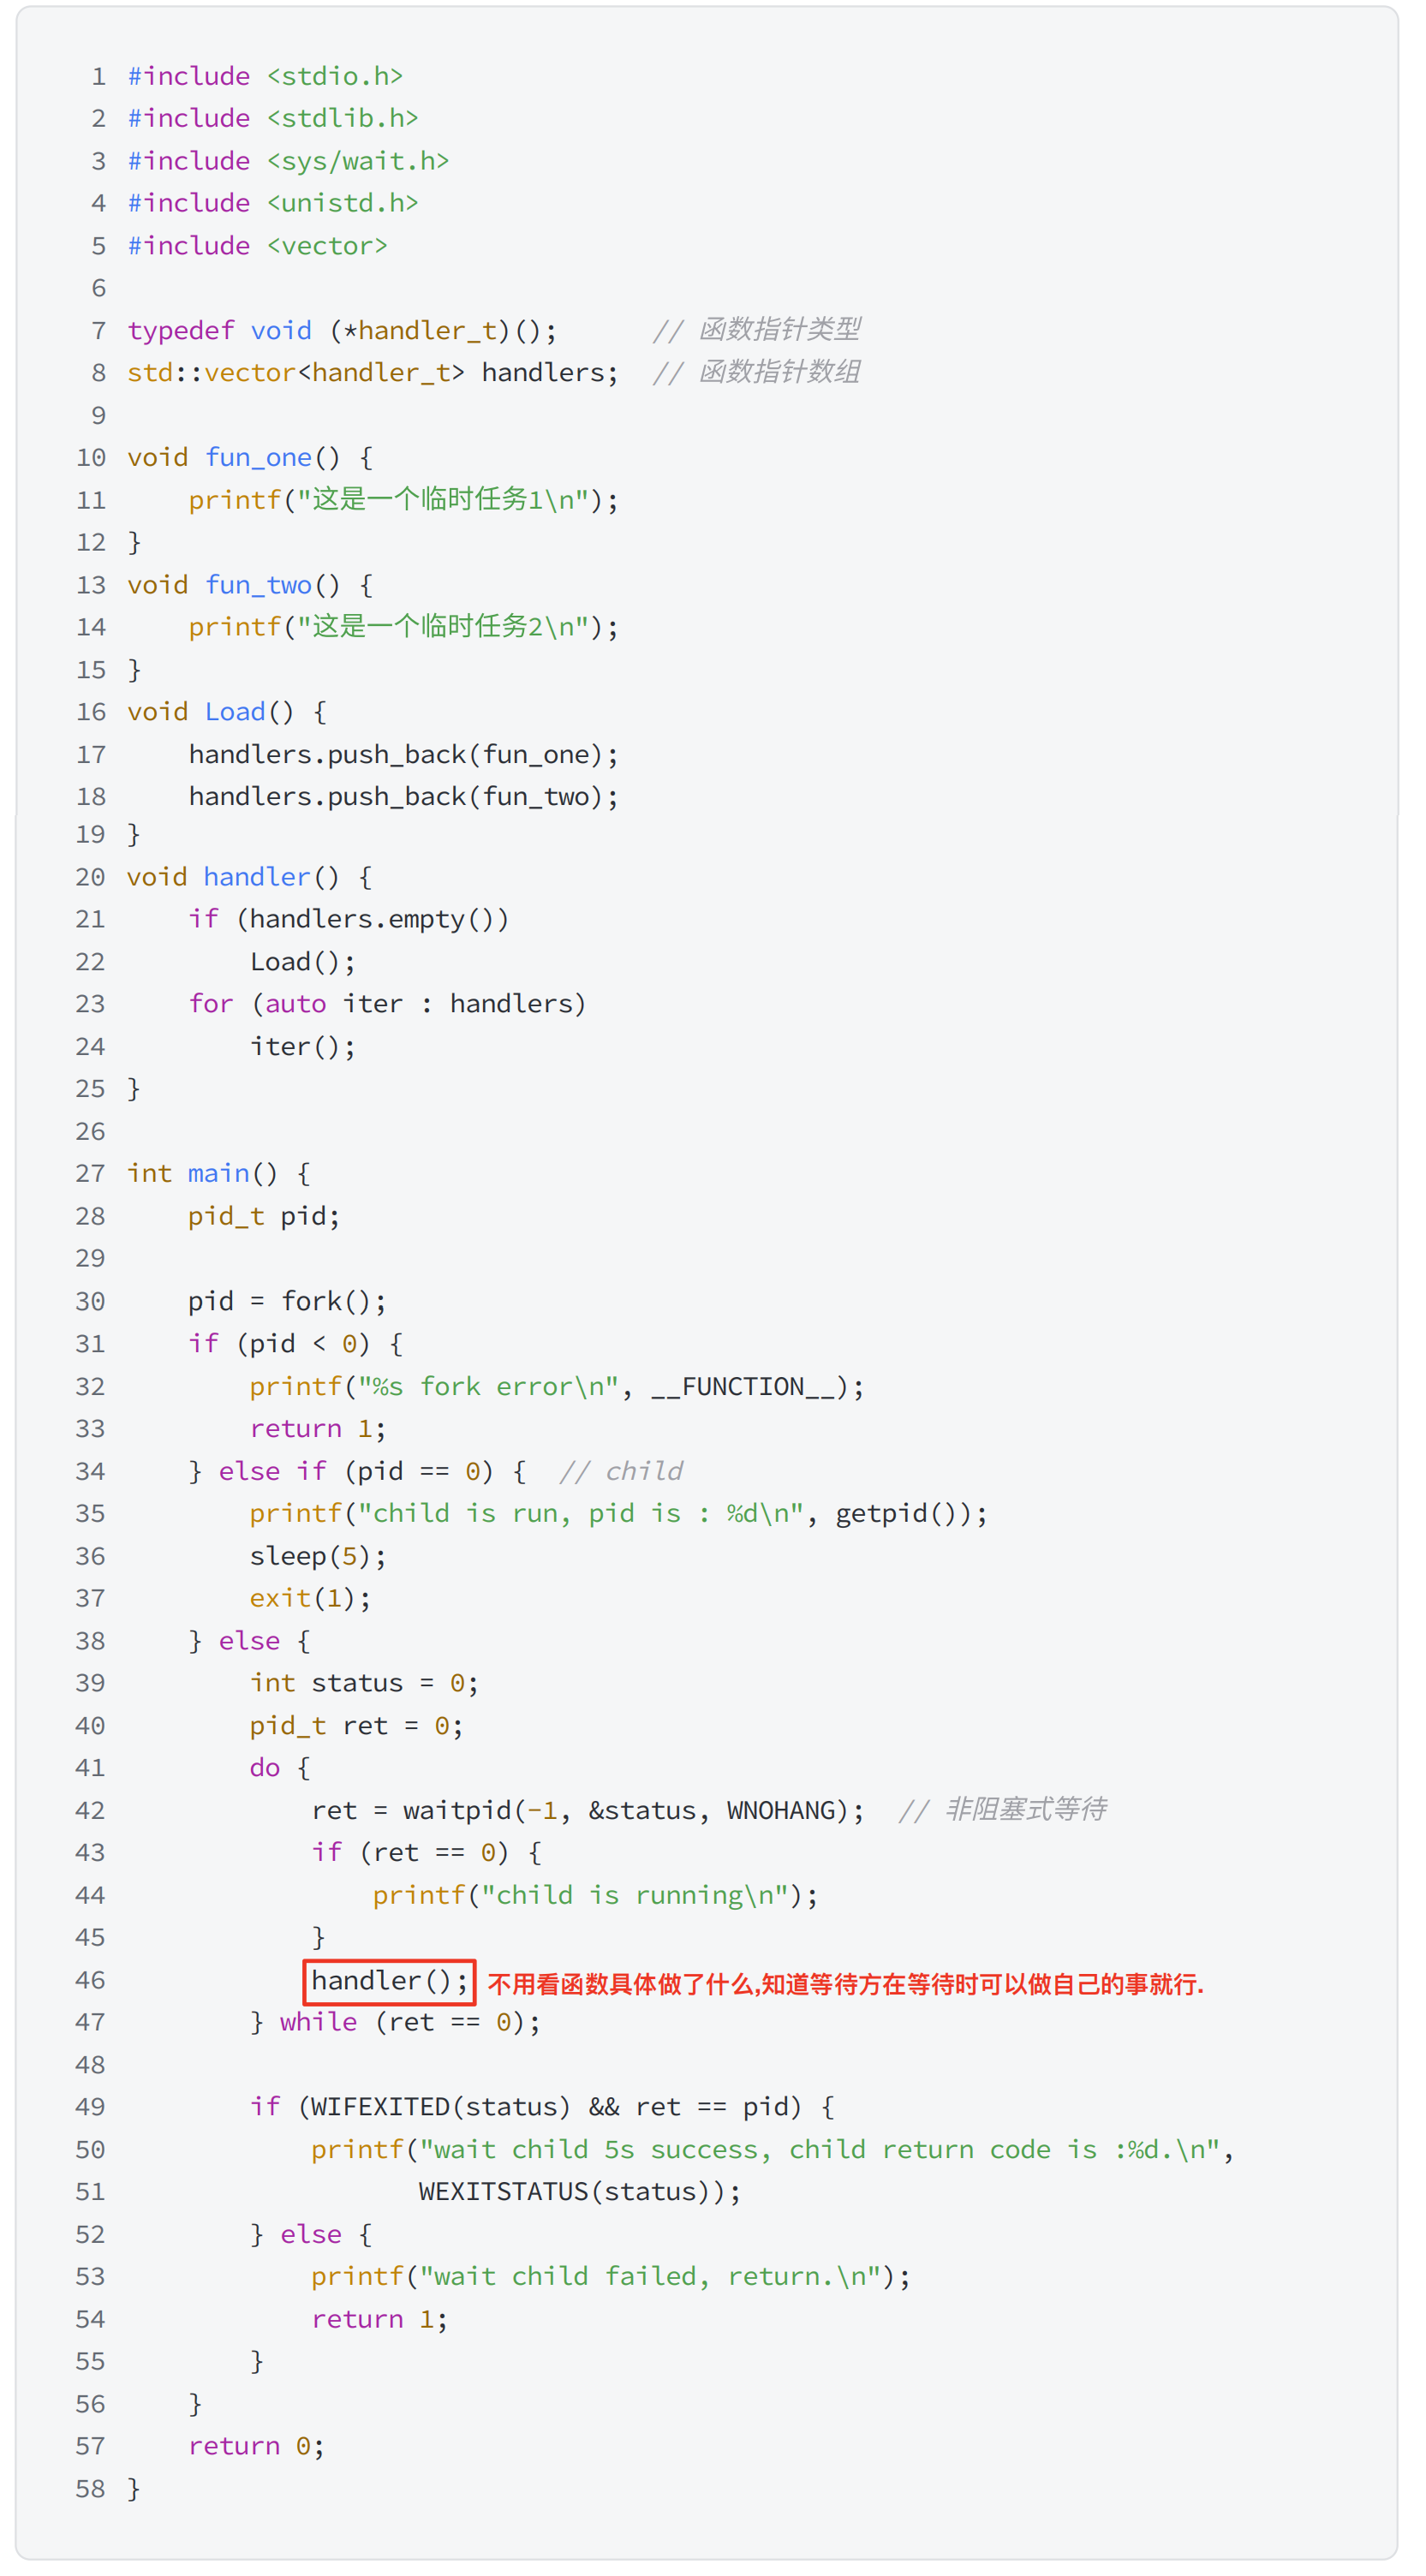 1 #include <stdio.h>
2 #include <stdlib.h>
3 #include <sys/wait.h>
4 #include <unistd.h>
5 #include <vector>
6
7 typedef void (*handler_t)();      // 函数指针类型
8 std::vector<handler_t> handlers;  // 函数指针数组
9
10 void fun_one() {
11     printf("这是一个临时任务1\n");
12 }
13 void fun_two() {
14     printf("这是一个临时任务2\n");
15 }
16 void Load() {
17     handlers.push_back(fun_one);
18     handlers.push_back(fun_two);
19 }
20 void handler() {
21     if (handlers.empty())
22         Load();
23     for (auto iter : handlers)
24         iter();
25 }
26
27 int main() {
28     pid_t pid;
29
30     pid = fork();
31     if (pid < 0) {
32         printf("%s fork error\n", __FUNCTION__);
33         return 1;
34     } else if (pid == 0) {  // child
35         printf("child is run, pid is : %d\n", getpid());
36         sleep(5);
37         exit(1);
38     } else {
39         int status = 0;
40         pid_t ret = 0;
41         do {
42             ret = waitpid(-1, &status, WNOHANG);  // 非阻塞式等待
43             if (ret == 0) {
44                 printf("child is running\n");
45             }
46             handler(); 不用看函数具体做了什么,知道等待方在等待时可以做自己的事就行.
47         } while (ret == 0);
48
49         if (WIFEXITED(status) && ret == pid) {
50             printf("wait child 5s success, child return code is :%d.\n",
51                    WEXITSTATUS(status));
52         } else {
53             printf("wait child failed, return.\n");
54             return 1;
55         }
56     }
57     return 0;
58 }